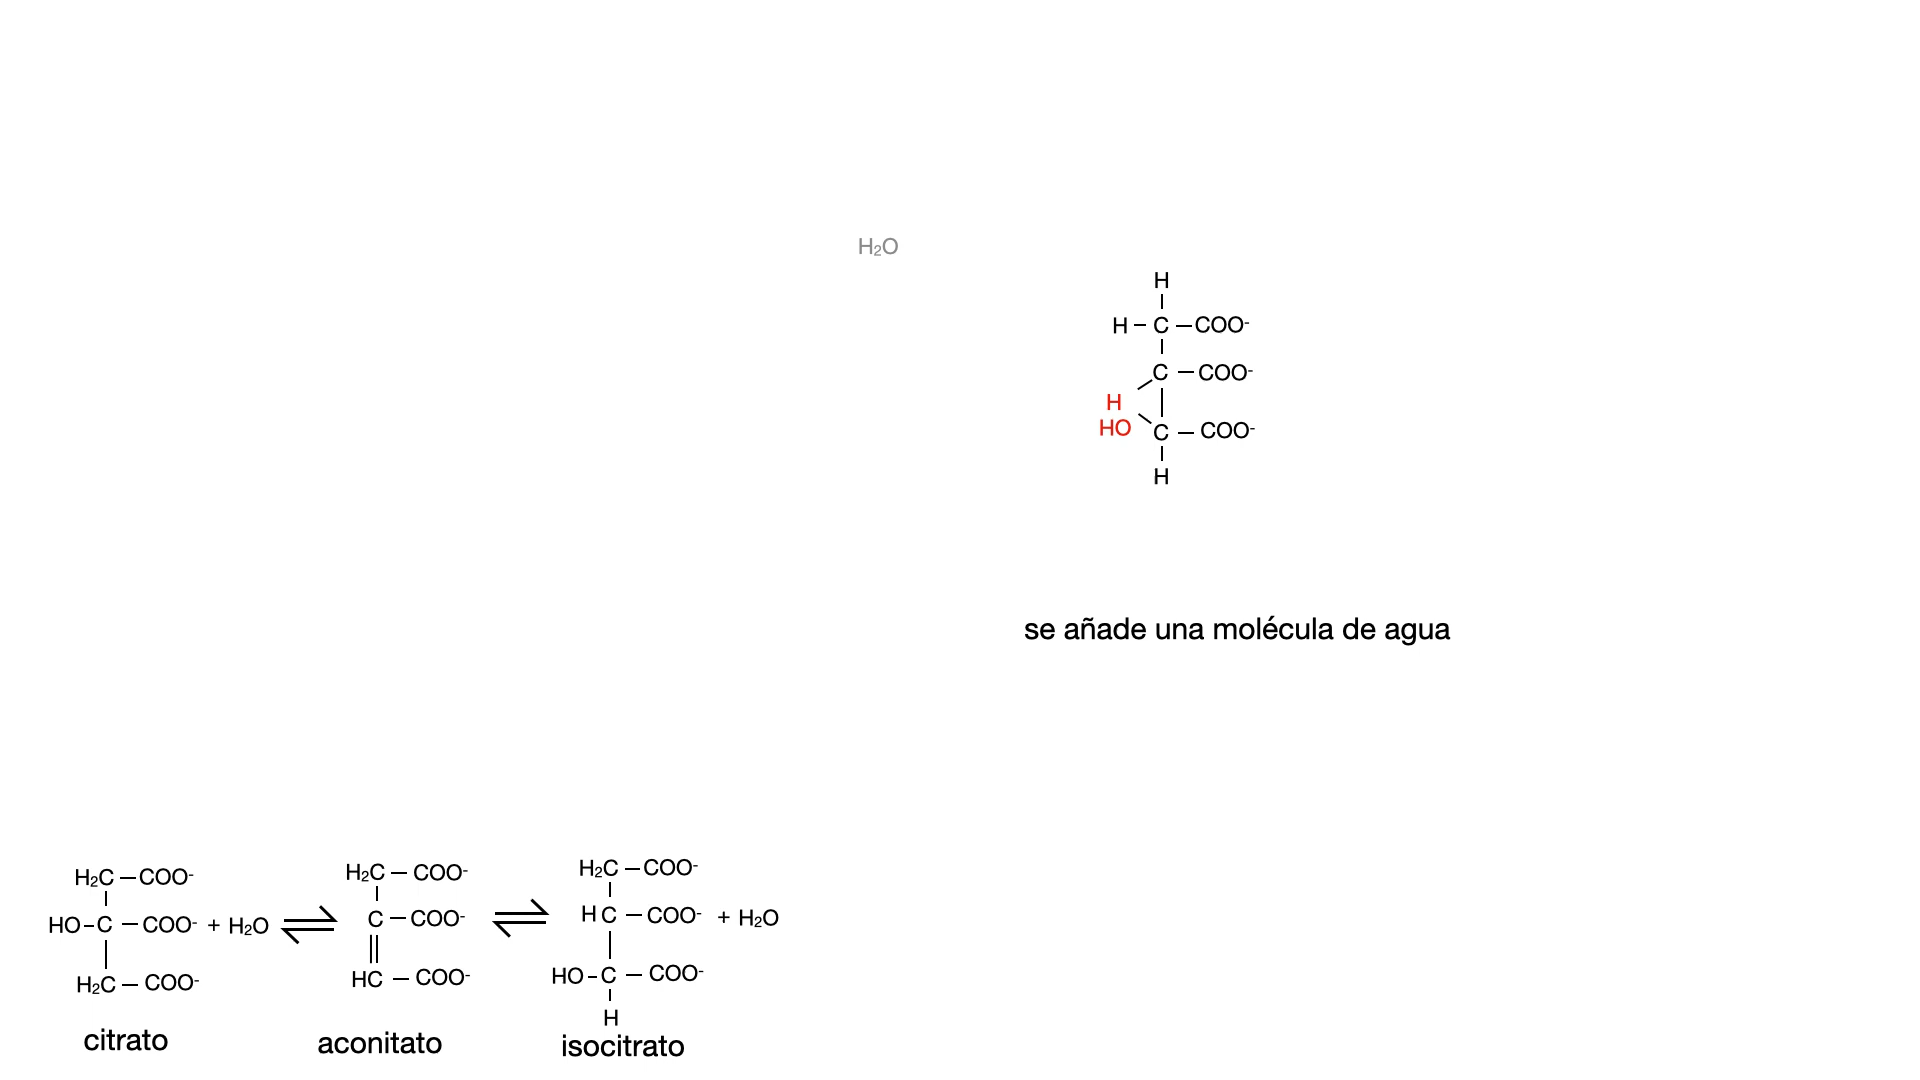 H₂O
H
H – C – COO⁻
C – COO⁻
H
HO C – COO⁻
H
se añade una molécula de agua
H₂C – COO⁻
HO – C – COO⁻ + H₂O
H₂C – COO⁻
citrato
H₂C – COO⁻
C – COO⁻
HC – COO⁻
aconitato
H₂C – COO⁻
H C – COO⁻ + H₂O
HO – C – COO⁻
H
isocitrato